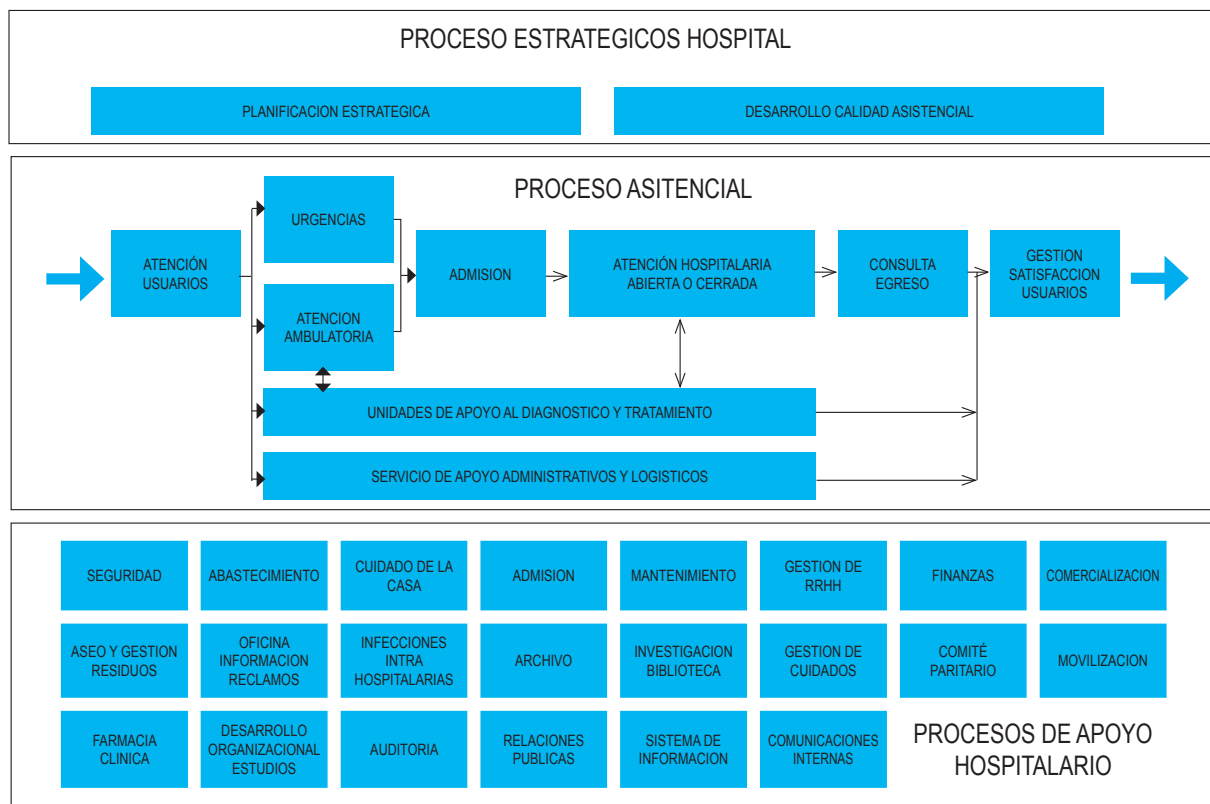 PROCESO ESTRATEGICOS HOSPITAL
PLANIFICACION ESTRATEGICA
DESARROLLO CALIDAD ASISTENCIAL
PROCESO ASITENCIAL
ATENCIÓN
USUARIOS
URGENCIAS
ATENCION
AMBULATORIA
ADMISION
ATENCIÓN HOSPITALARIA
ABIERTA O CERRADA
CONSULTA
EGRESO
GESTION
SATISFACCION
USUARIOS
UNIDADES DE APOYO AL DIAGNOSTICO Y TRATAMIENTO
SERVICIO DE APOYO ADMINISTRATIVOS Y LOGISTICOS
SEGURIDAD
ABASTECIMIENTO
CUIDADO DE LA
CASA
ADMISION
MANTENIMIENTO
GESTION DE
RRHH
FINANZAS
COMERCIALIZACION
ASEO Y GESTION
RESIDUOS
OFICINA
INFORMACION
RECLAMOS
INFECCIONES
INTRA
HOSPITALARIAS
ARCHIVO
INVESTIGACION
BIBLIOTECA
GESTION DE
CUIDADOS
COMITÉ
PARITARIO
MOVILIZACION
FARMACIA
CLINICA
DESARROLLO
ORGANIZACIONAL
ESTUDIOS
AUDITORIA
RELACIONES
PUBLICAS
SISTEMA DE
INFORMACION
COMUNICACIONES
INTERNAS
PROCESOS DE APOYO
HOSPITALARIO